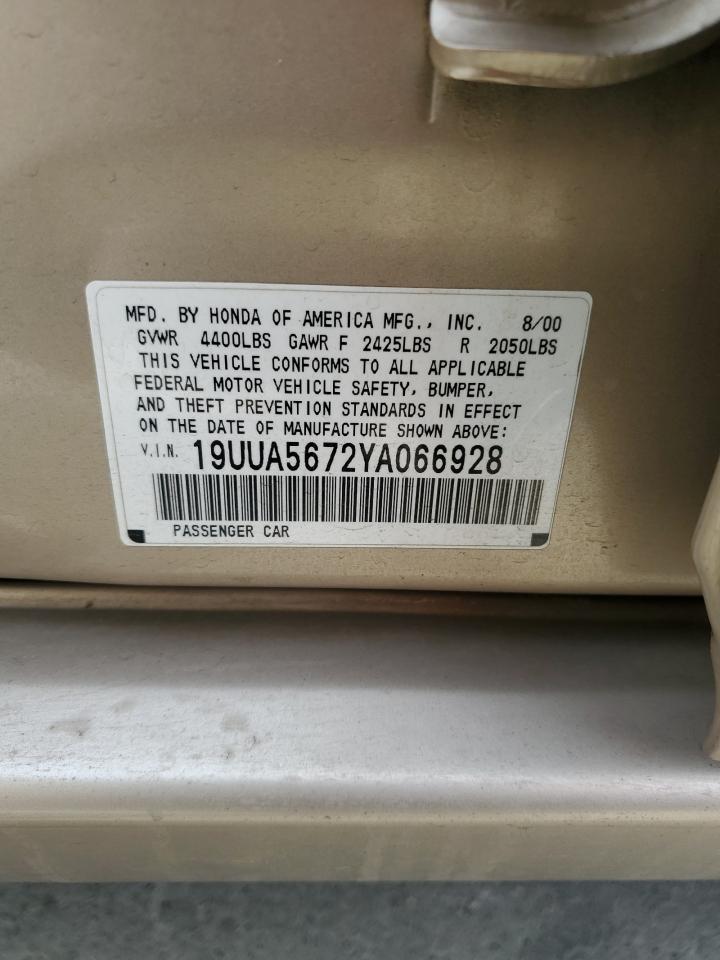 MFD. BY HONDA OF AMERICA MFG., INC. 8/00
GVWR 4400LBS GAWR F 2425LBS R 2050LBS
THIS VEHICLE CONFORMS TO ALL APPLICABLE
FEDERAL MOTOR VEHICLE SAFETY, BUMPER,
AND THEFT PREVENTION STANDARDS IN EFFECT
ON THE DATE OF MANUFACTURE SHOWN ABOVE:
V.I.N. 19UUA5672YA066928
PASSENGER CAR